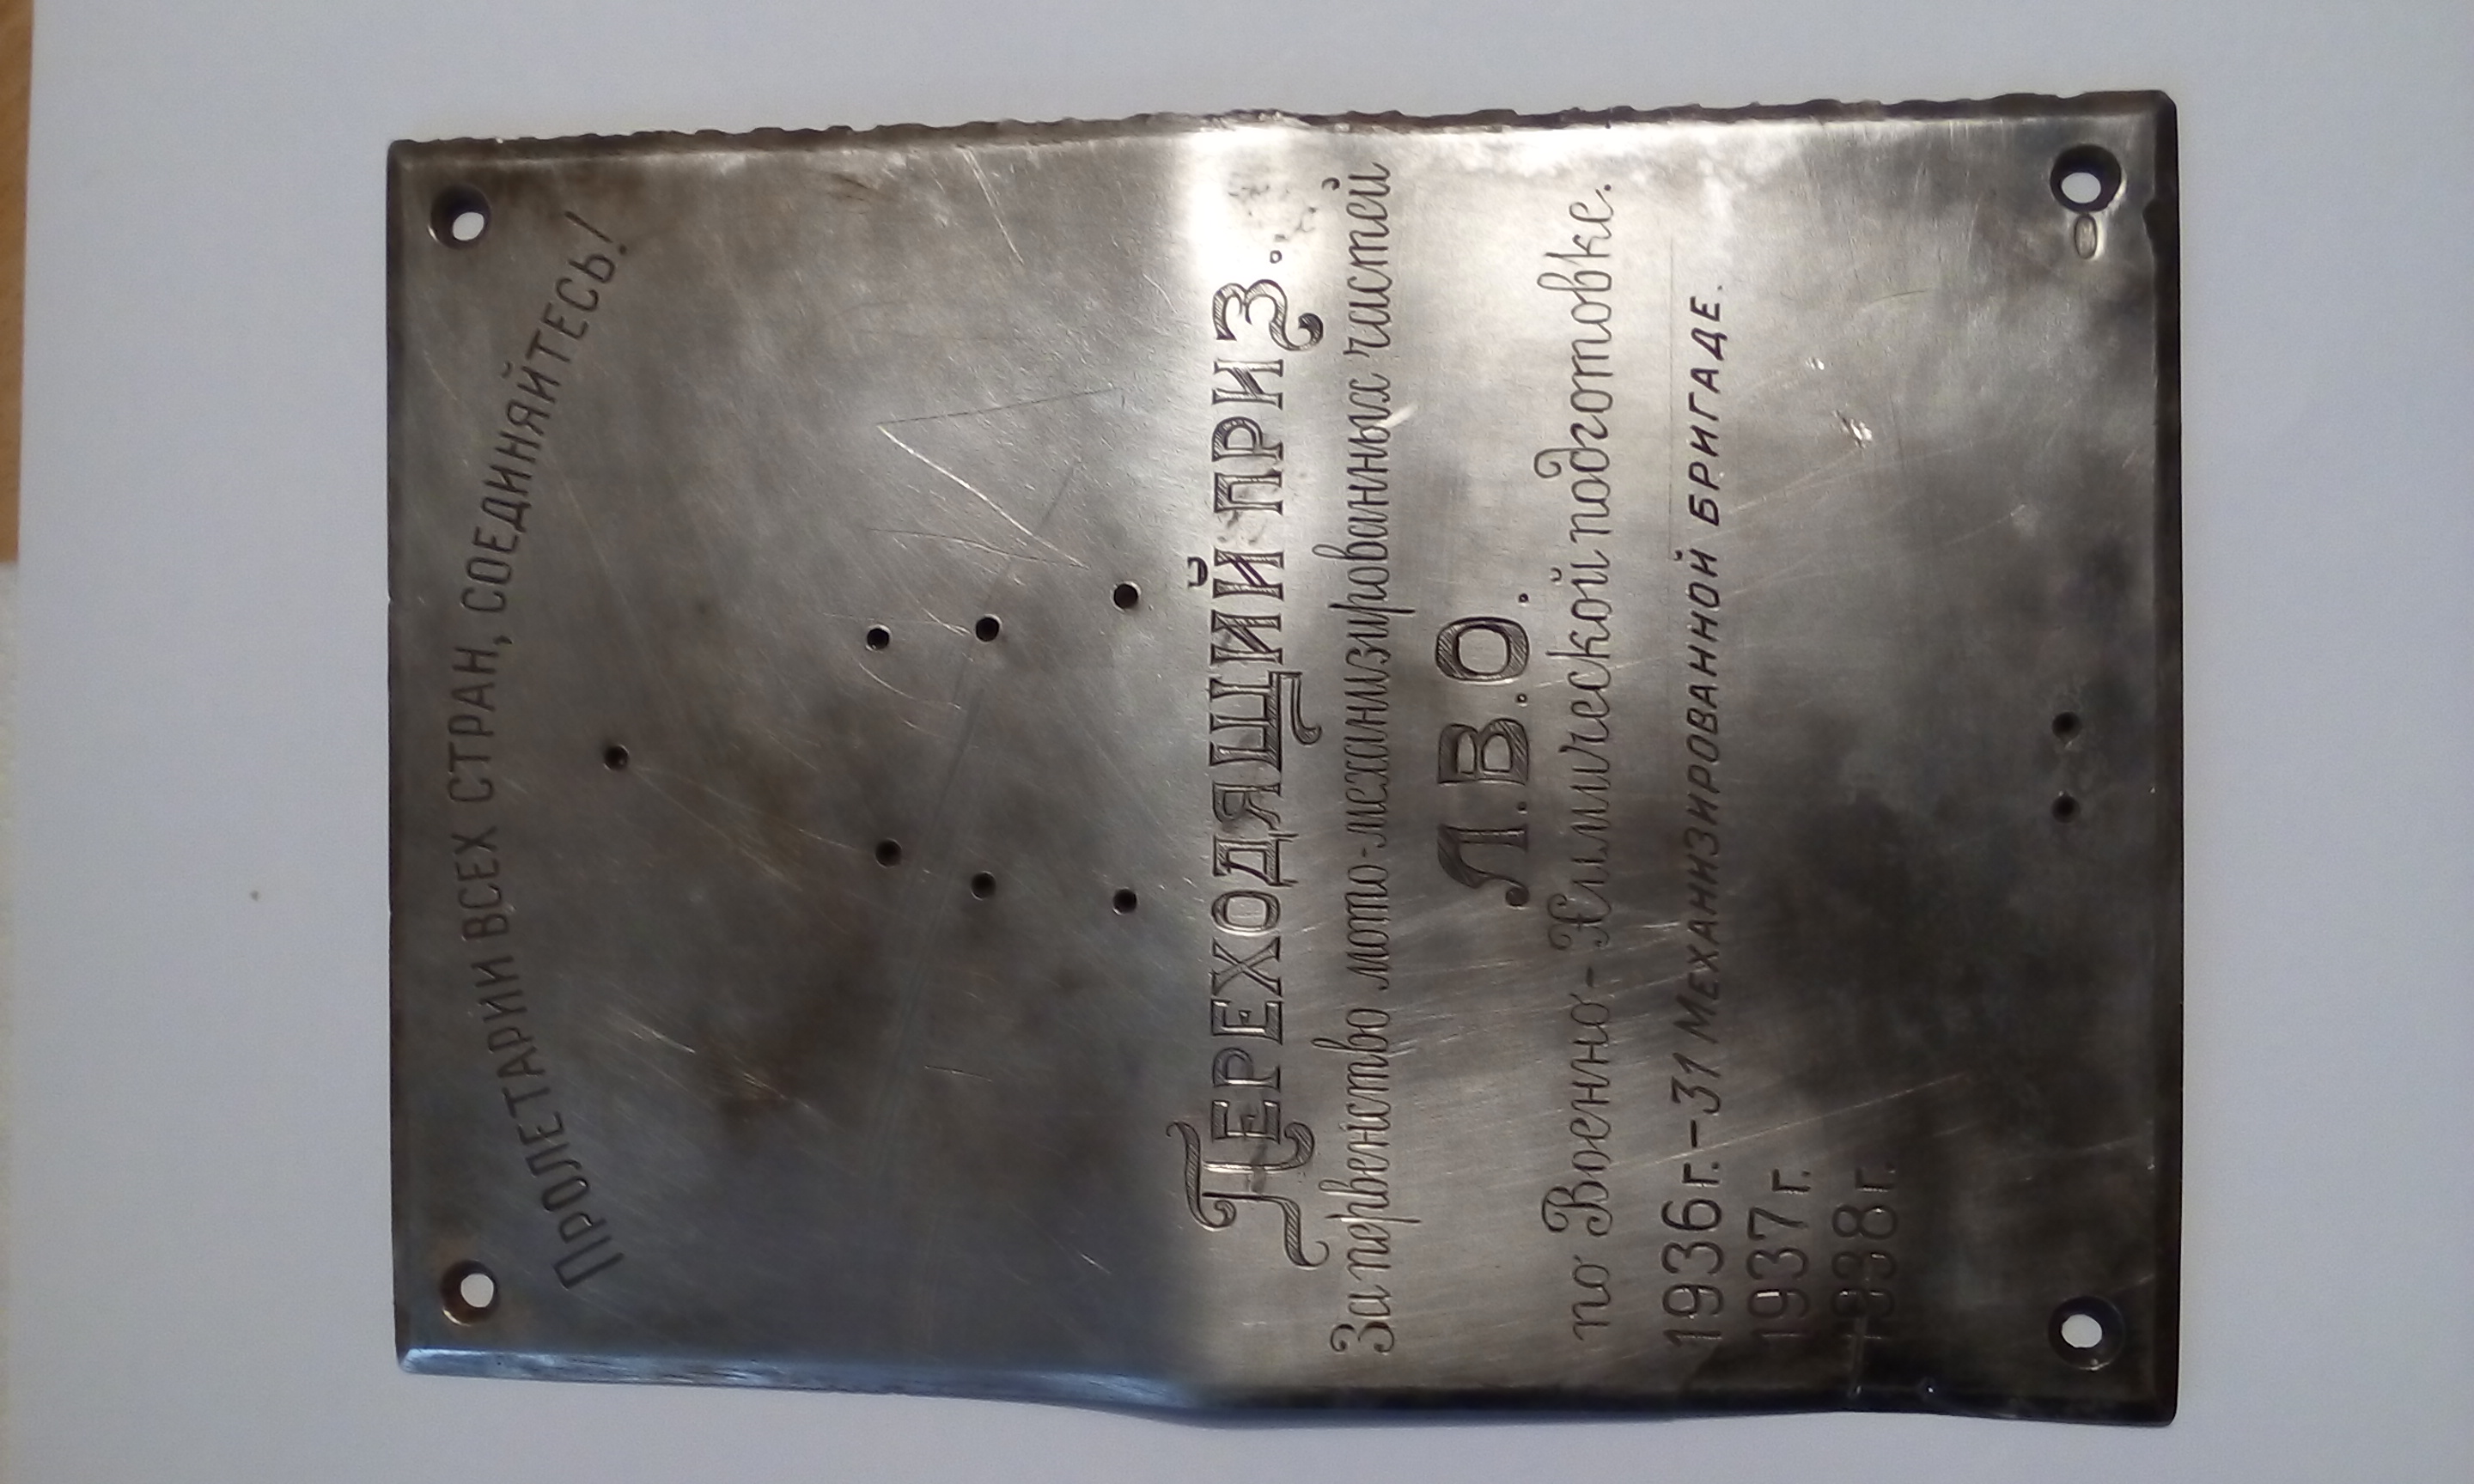 ПРОЛЕТАРИИ ВСЕХ СТРАН, СОЕДИНЯЙТЕСЬ!
ПЕРЕХОДЯЩИЙ ПРИЗ.
За первенство мото-механизированных частей
Л.В.О.
по Военно-Химической подготовке.
1936г.-31 МЕХАНИЗИРОВАННОЙ БРИГАДЕ.
1937г.
1938г.